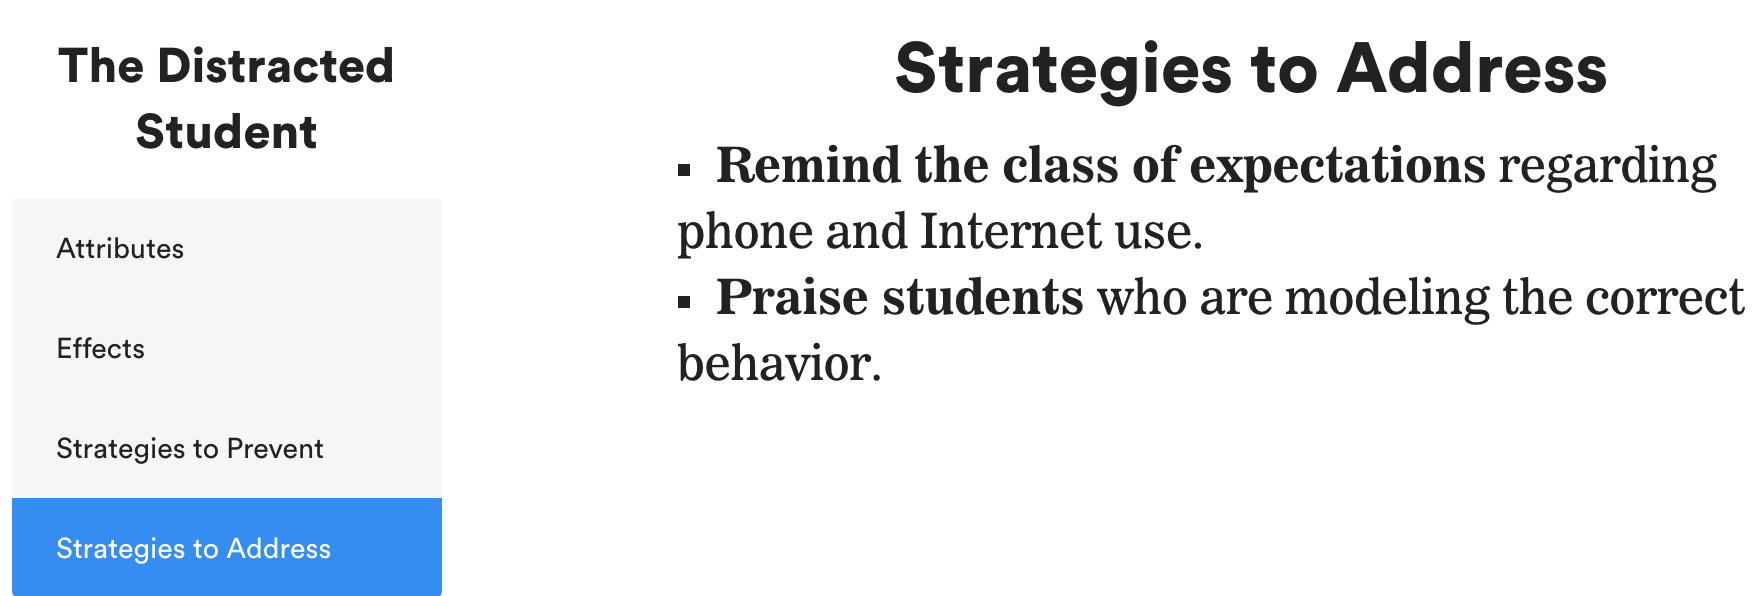 The Distracted
Student
Attributes
Effects
Strategies to Prevent
Strategies to Address
Strategies to Address
▪ Remind the class of expectations regarding
phone and Internet use.
▪ Praise students who are modeling the correct
behavior.